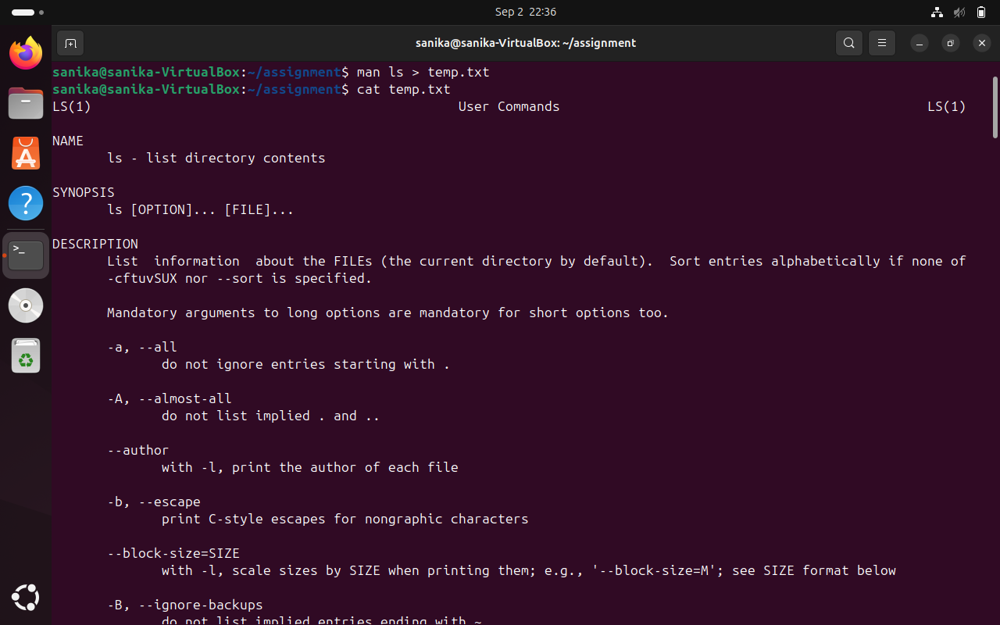 Sep 2 22:36
sanika@sanika-VirtualBox: ~/assignment
sanika@sanika-VirtualBox:~/assignment$ man ls > temp.txt
sanika@sanika-VirtualBox:~/assignment$ cat temp.txt
LS(1) User Commands LS(1)
NAME
ls - list directory contents
SYNOPSIS
ls [OPTION]... [FILE]...
DESCRIPTION
List information about the FILEs (the current directory by default). Sort entries alphabetically if none of
-cftuvSUX nor --sort is specified.
Mandatory arguments to long options are mandatory for short options too.
-a, --all
do not ignore entries starting with .
-A, --almost-all
do not list implied . and ..
--author
with -l, print the author of each file
-b, --escape
print C-style escapes for nongraphic characters
--block-size=SIZE
with -l, scale sizes by SIZE when printing them; e.g., '--block-size=M'; see SIZE format below
-B, --ignore-backups
do not list implied entries ending with ~